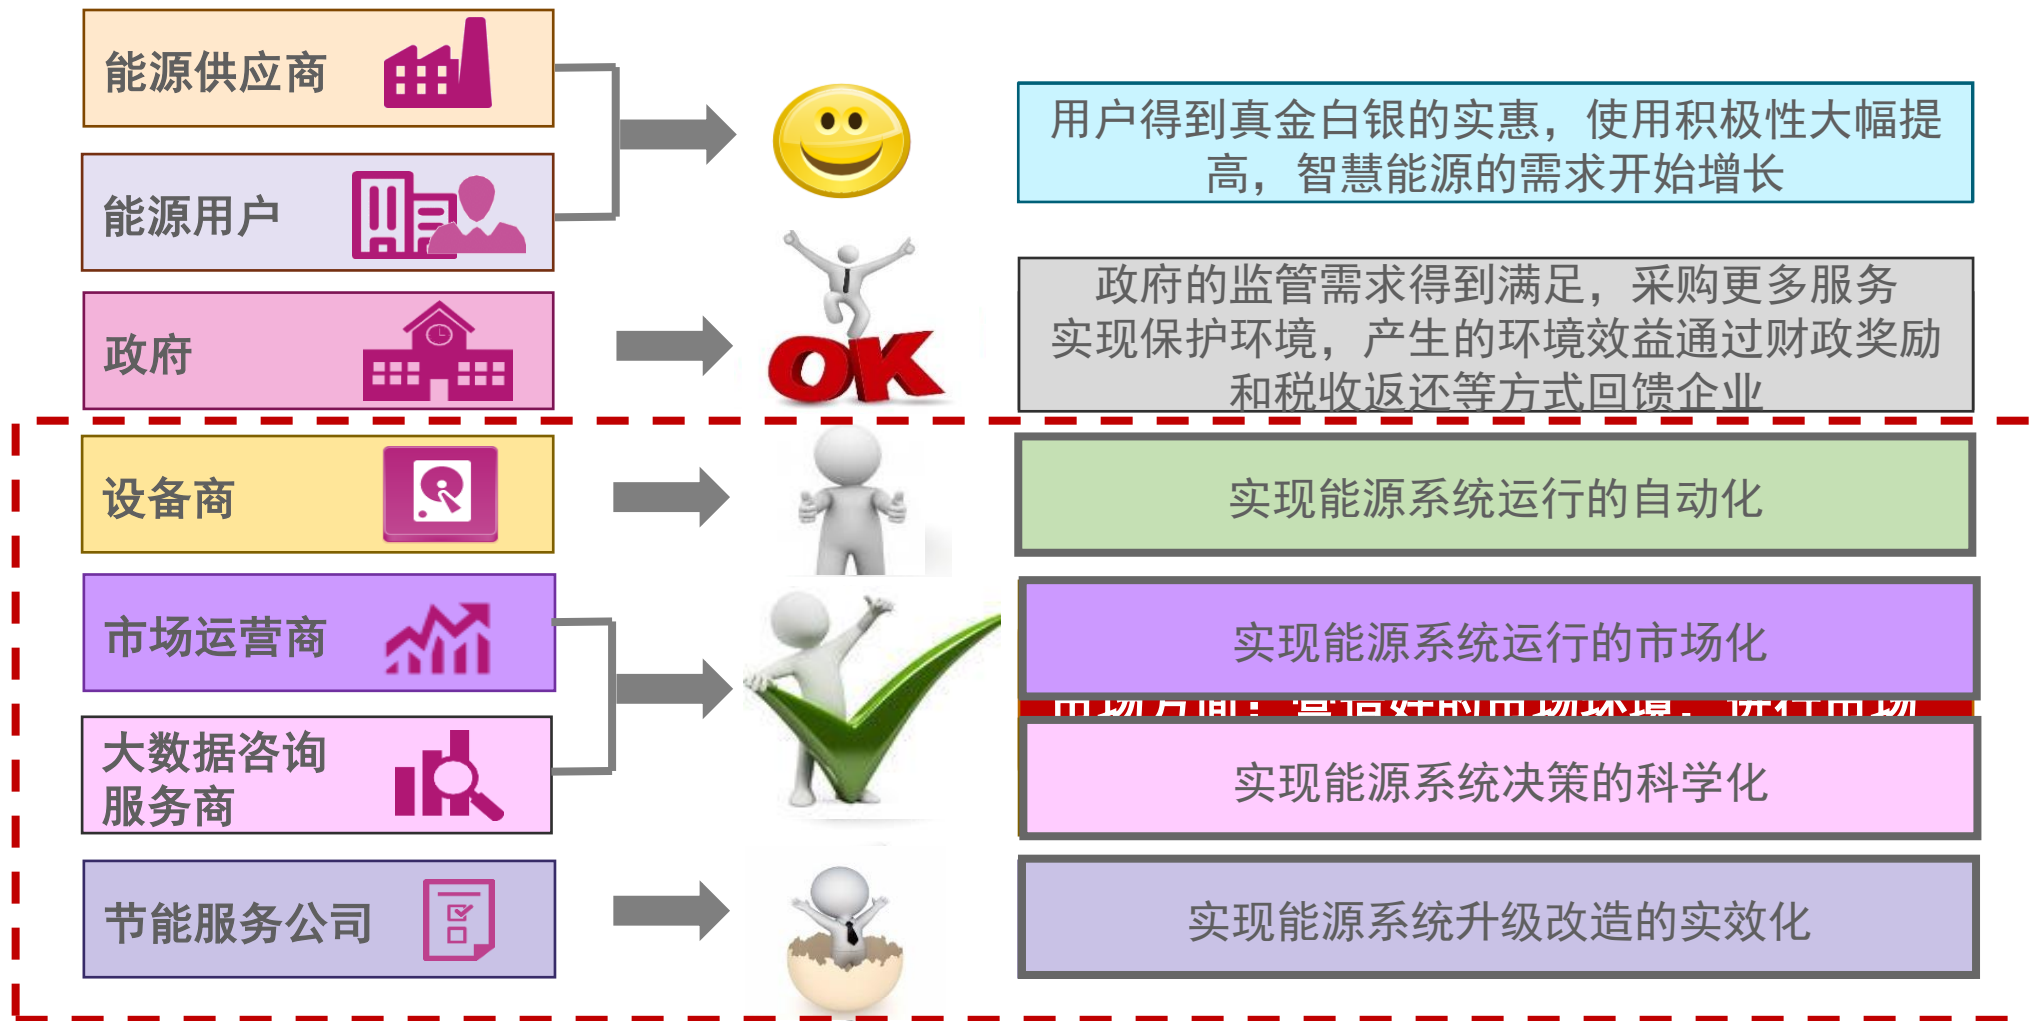 能源供应商
用户得到真金白银的实惠，使用积极性大幅提
高，智慧能源的需求开始增长
能源用户
政府
OK
政府的监管需求得到满足，采购更多服务
实现保护环境，产生的环境效益通过财政奖励
和税收返还等方式回馈企业
设备商
实现能源系统运行的自动化
市场运营商
实现能源系统运行的市场化
大数据咨询
服务商
实现能源系统决策的科学化
节能服务公司
实现能源系统升级改造的实效化